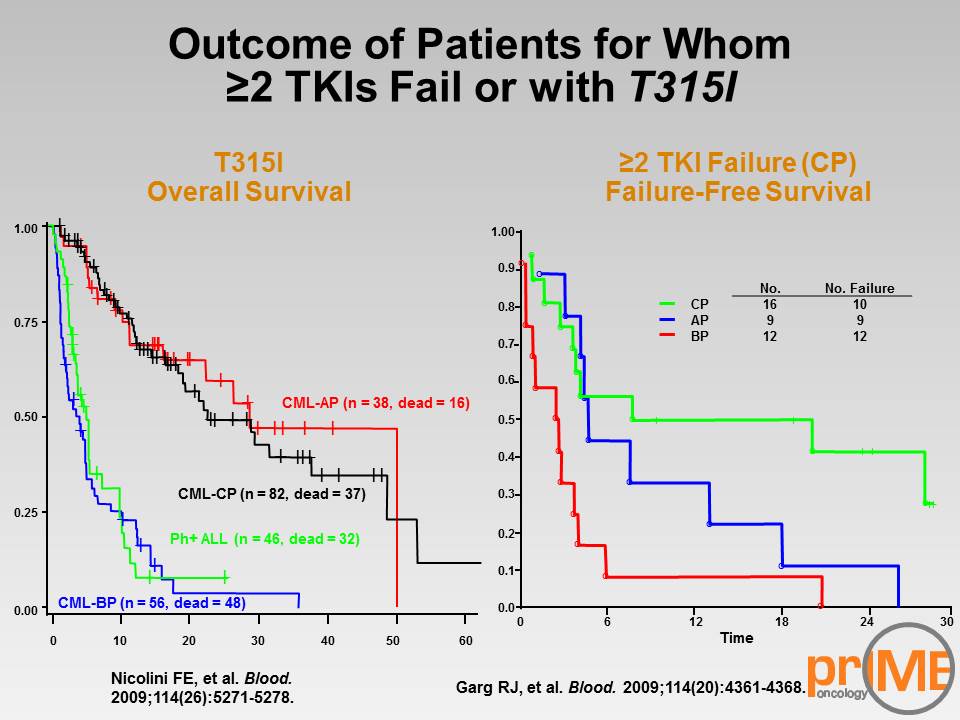 Outcome of Patients for Whom
≥2 TKIs Fail or with T315I
T315I
Overall Survival
1.00
0.75
0.50
0.25
0.00
CML-AP (n = 38, dead = 16)
CML-CP (n = 82, dead = 37)
Ph+ ALL (n = 46, dead = 32)
CML-BP (n = 56, dead = 48)
0 10 20 30 40 50 60
Nicolini FE, et al. Blood.
2009;114(26):5271-5278.
≥2 TKI Failure (CP)
Failure-Free Survival
1.00
0.9
0.8
0.7
0.6
0.5
0.4
0.3
0.2
0.1
0.0
No. No. Failure
CP 16 10
AP 9 9
BP 12 12
0 6 12 18 24 30
Time
Garg RJ, et al. Blood. 2009;114(20):4361-4368.
prIME
oncology